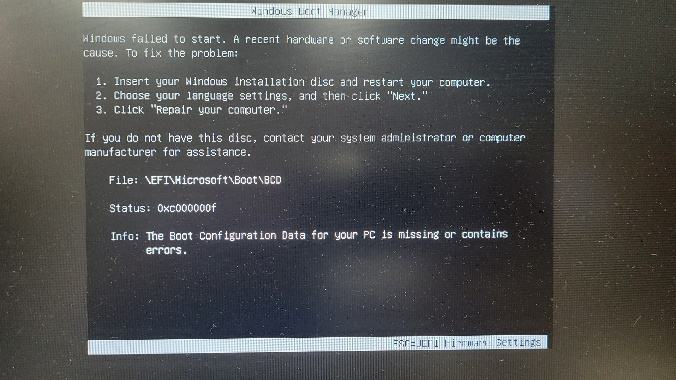 Windows Boot Manager
Windows failed to start. A recent hardware or software change might be the
cause. To fix the problem:
1. Insert your Windows installation disc and restart your computer.
2. Choose your language settings, and then click "Next."
3. Click "Repair your computer."
If you do not have this disc, contact your system administrator or computer
manufacturer for assistance.
File: \EFI\Microsoft\Boot\BCD
Status: 0xc000000f
Info: The Boot Configuration Data for your PC is missing or contains
errors.
ESC=UEFI Firmware Settings